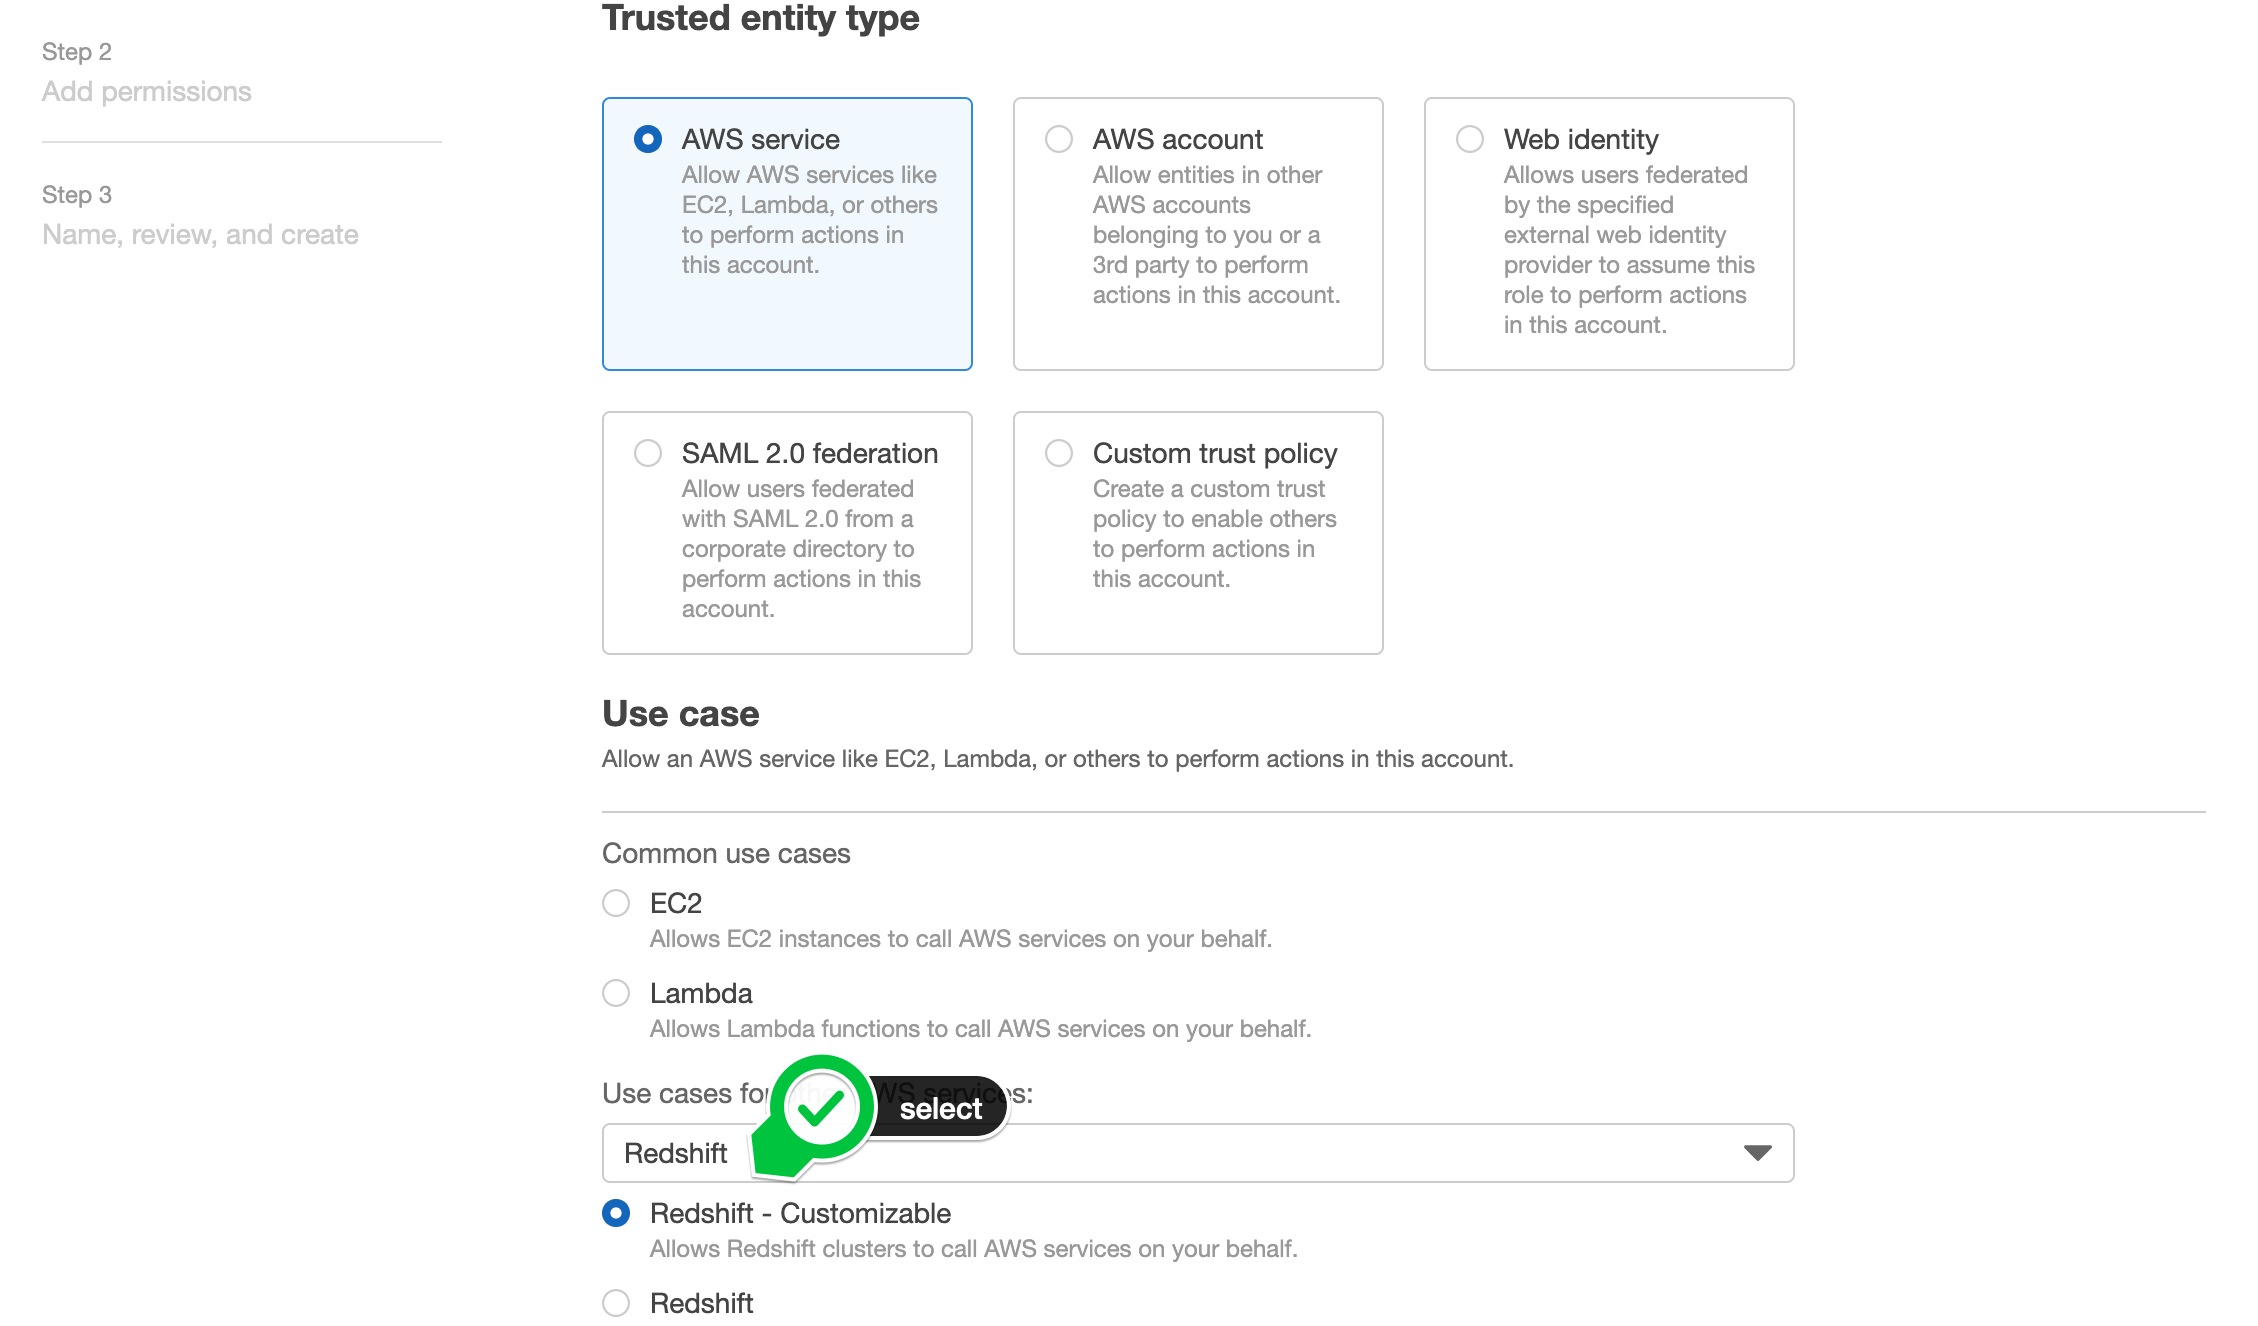 Trusted entity type
Step 2
Add permissions
Step 3
Name, review, and create
AWS service
Allow AWS services like
EC2, Lambda, or others
to perform actions in
this account.
AWS account
Allow entities in other
AWS accounts
belonging to you or a
3rd party to perform
actions in this account.
Web identity
Allows users federated
by the specified
external web identity
provider to assume this
role to perform actions
in this account.
SAML 2.0 federation
Allow users federated
with SAML 2.0 from a
corporate directory to
perform actions in this
account.
Custom trust policy
Create a custom trust
policy to enable others
to perform actions in
this account.
Use case
Allow an AWS service like EC2, Lambda, or others to perform actions in this account.
Common use cases
EC2
Allows EC2 instances to call AWS services on your behalf.
Lambda
Allows Lambda functions to call AWS services on your behalf.
Use cases for other AWS services:
select
Redshift
Redshift - Customizable
Allows Redshift clusters to call AWS services on your behalf.
Redshift